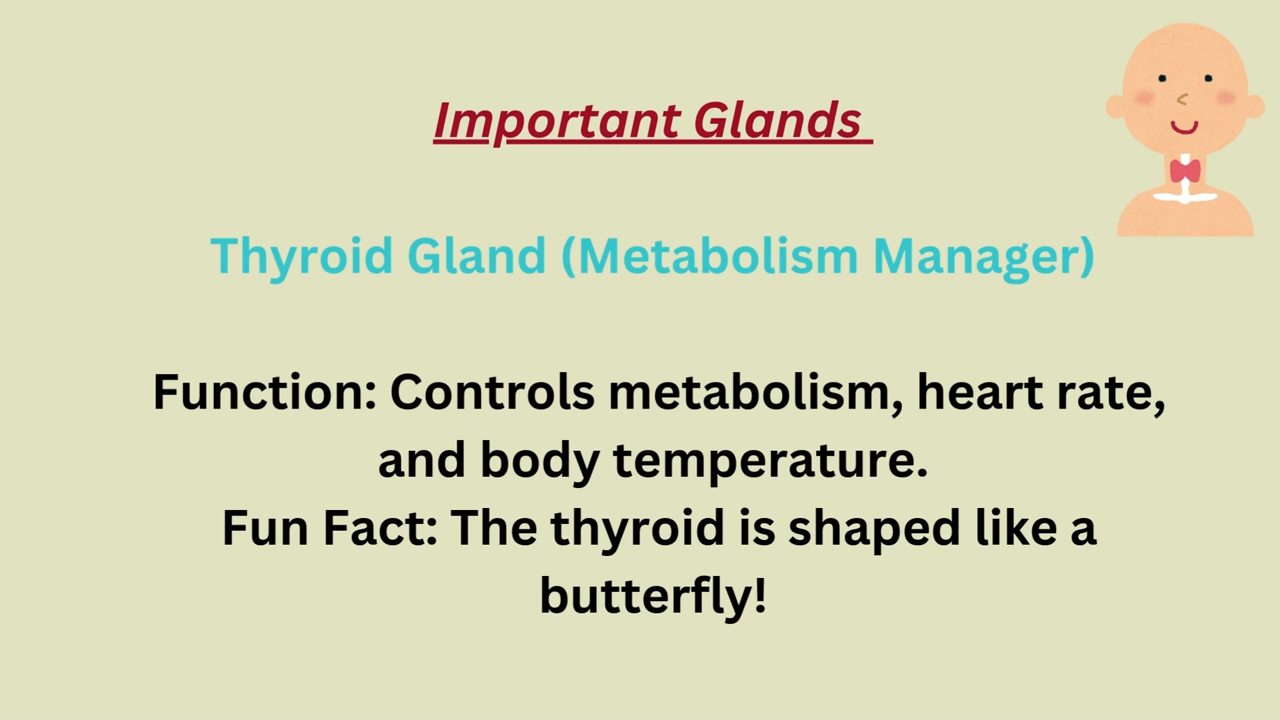 Important Glands
Thyroid Gland (Metabolism Manager)
Function: Controls metabolism, heart rate,
and body temperature.
Fun Fact: The thyroid is shaped like a
butterfly!